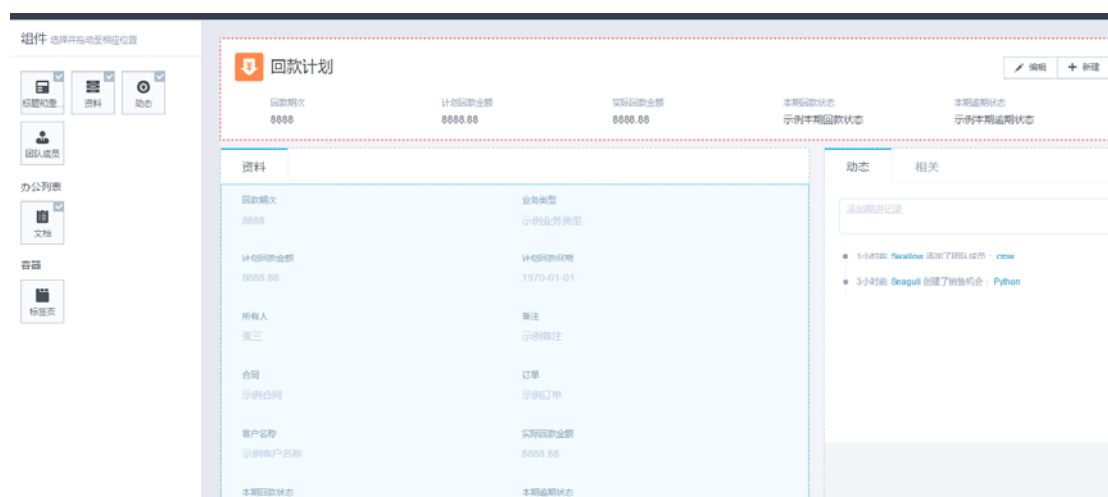 组件 选择并拖动至相应位置
标题和重...
资料
动态
团队成员
办公列表
文档
容器
标签页
回款计划
编辑
新建
回款期次
计划回款金额
实际回款金额
本期回款状态
本期逾期状态
8888
8888.88
8888.88
示例本期回款状态
示例本期逾期状态
资料
回款期次
业务类型
8888
示例业务类型
计划回款金额
计划回款日期
8888.88
1970-01-01
所有人
备注
张三
示例备注
合同
订单
示例合同
示例订单
客户名称
实际回款金额
示例客户名称
8888.88
本期回款状态
本期逾期状态
动态
相关
添加跟进记录
1小时前 Swallow 添加了团队成员： crow
3小时前 Seagull 创建了销售机会： Python